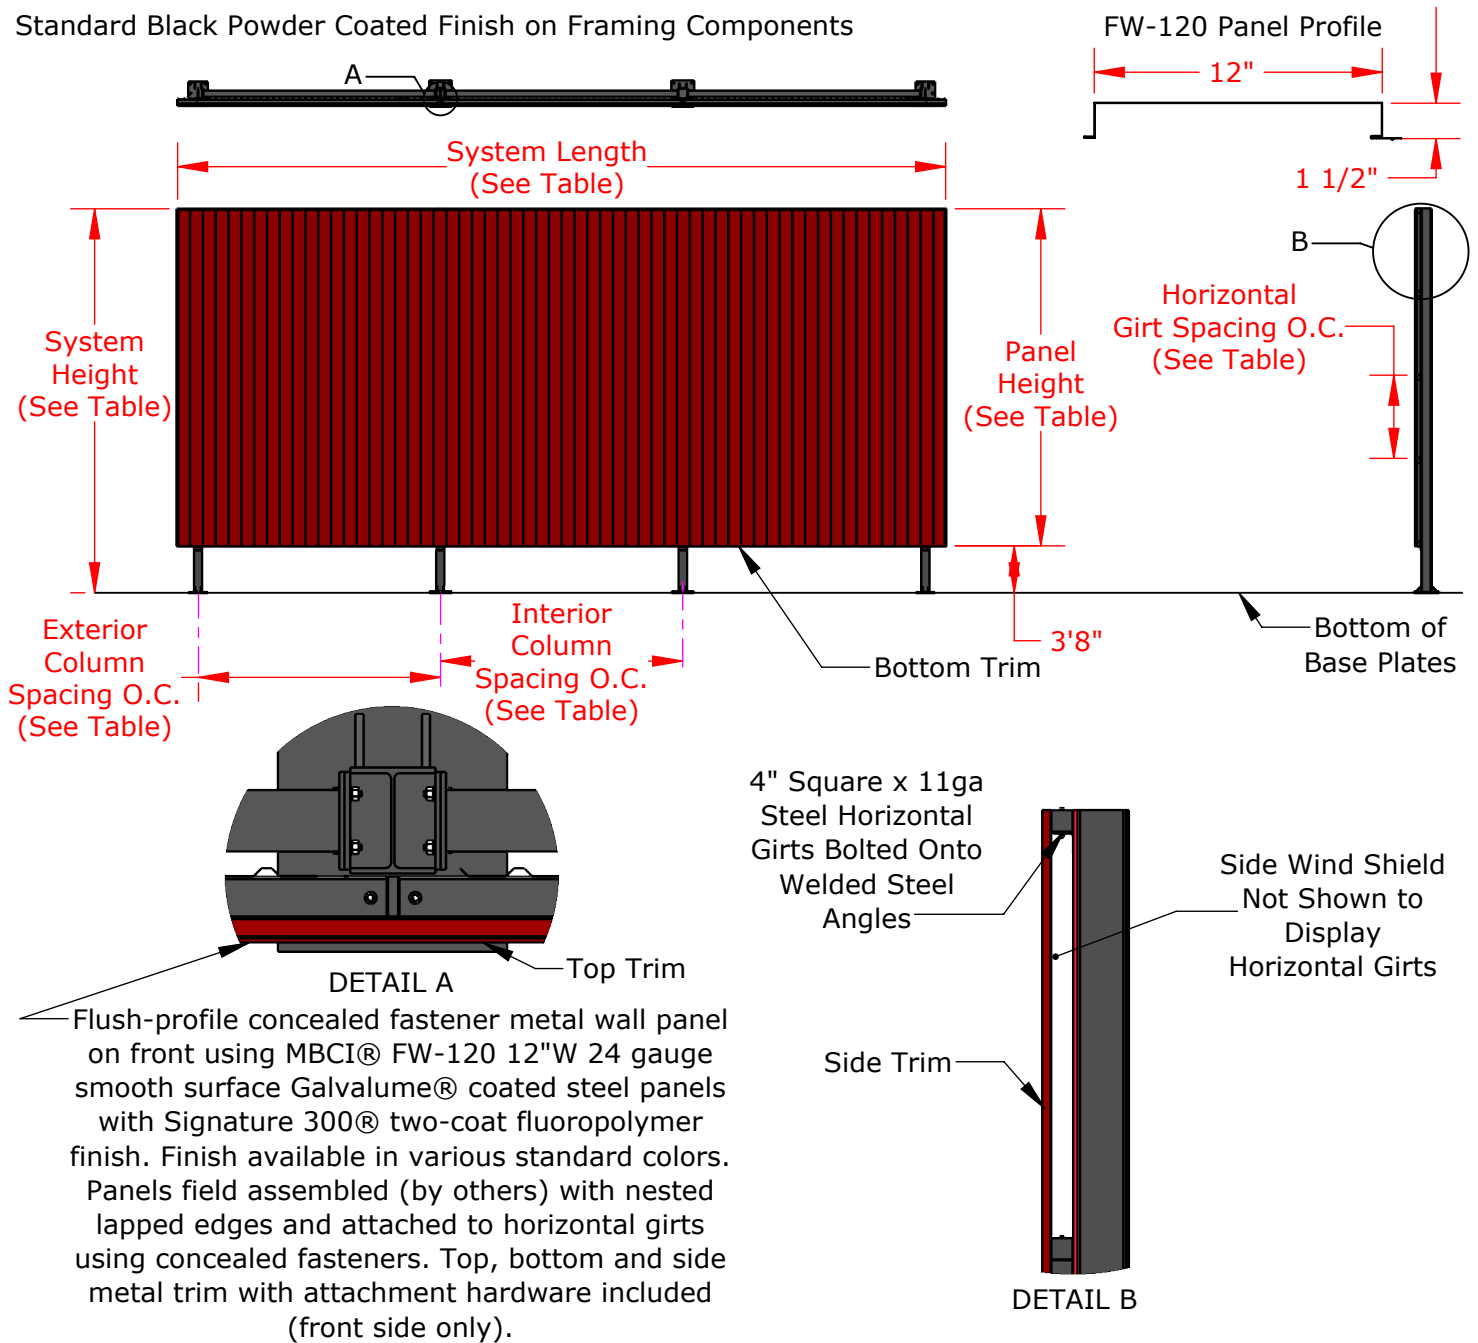 Standard Black Powder Coated Finish on Framing Components
FW-120 Panel Profile
A
12"
1 1/2"
System Length
(See Table)
B
System
Height
(See Table)
Panel
Height
(See Table)
Horizontal
Girt Spacing O.C.
(See Table)
Exterior
Column
Spacing O.C.
(See Table)
Interior
Column
Spacing O.C.
(See Table)
3'8"
Bottom Trim
Bottom of
Base Plates
Top Trim
DETAIL A
Flush-profile concealed fastener metal wall panel
on front using MBCI® FW-120 12"W 24 gauge
smooth surface Galvalume® coated steel panels
with Signature 300® two-coat fluoropolymer
finish. Finish available in various standard colors.
Panels field assembled (by others) with nested
lapped edges and attached to horizontal girts
using concealed fasteners. Top, bottom and side
metal trim with attachment hardware included
(front side only).
4" Square x 11ga
Steel Horizontal
Girts Bolted Onto
Welded Steel
Angles
Side Wind Shield
Not Shown to
Display
Horizontal Girts
Side Trim
DETAIL B